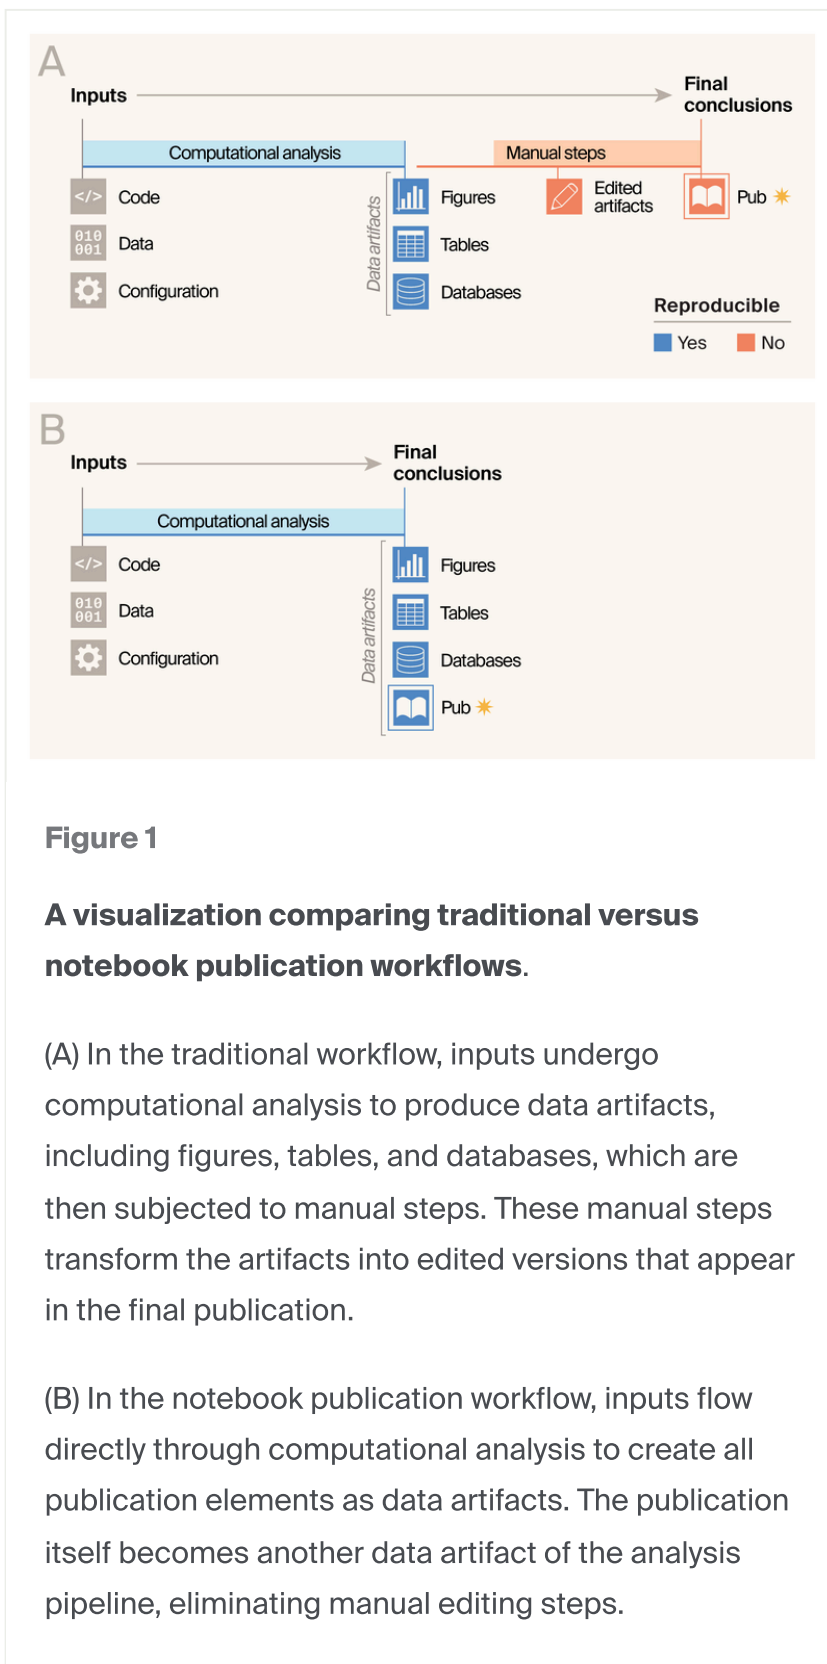 A
Inputs
Final
conclusions
Computational analysis
Manual steps
</> Code
010
001
Data
Configuration
Data artifacts
Figures
Tables
Databases
Edited
artifacts
Pub
Reproducible
Yes
No
B
Inputs
Final
conclusions
Computational analysis
</> Code
010
001
Data
Configuration
Data artifacts
Figures
Tables
Databases
Pub
Figure 1
A visualization comparing traditional versus
notebook publication workflows.
(A) In the traditional workflow, inputs undergo
computational analysis to produce data artifacts,
including figures, tables, and databases, which are
then subjected to manual steps. These manual steps
transform the artifacts into edited versions that appear
in the final publication.
(B) In the notebook publication workflow, inputs flow
directly through computational analysis to create all
publication elements as data artifacts. The publication
itself becomes another data artifact of the analysis
pipeline, eliminating manual editing steps.